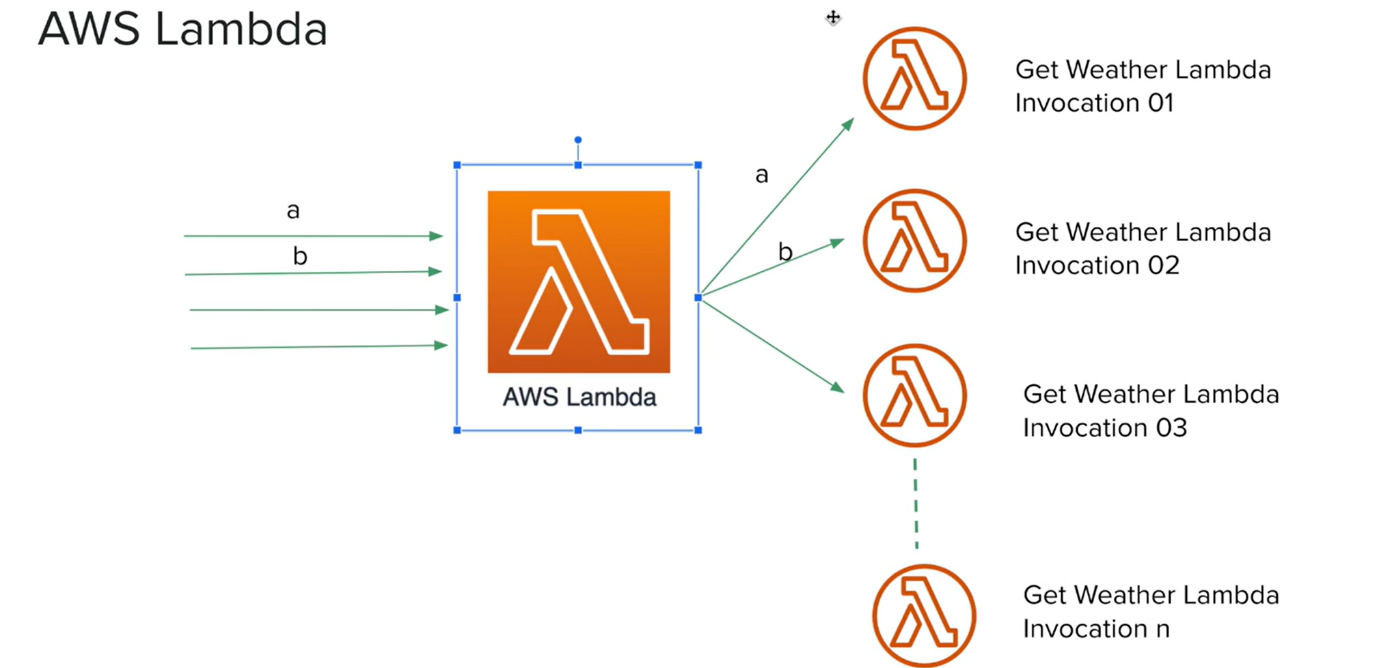 AWS Lambda
a
b
AWS Lambda
a
b
Get Weather Lambda
Invocation 01
Get Weather Lambda
Invocation 02
Get Weather Lambda
Invocation 03
Get Weather Lambda
Invocation n